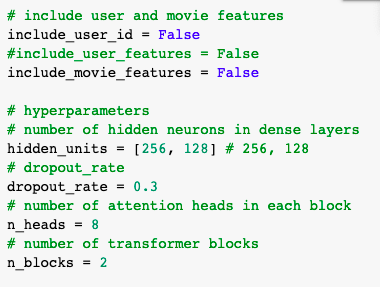 # include user and movie features
include_user_id = False
#include_user_features = False
include_movie_features = False

# hyperparameters
# number of hidden neurons in dense layers
hidden_units = [256, 128] # 256, 128
# dropout_rate
dropout_rate = 0.3
# number of attention heads in each block
n_heads = 8
# number of transformer blocks
n_blocks = 2